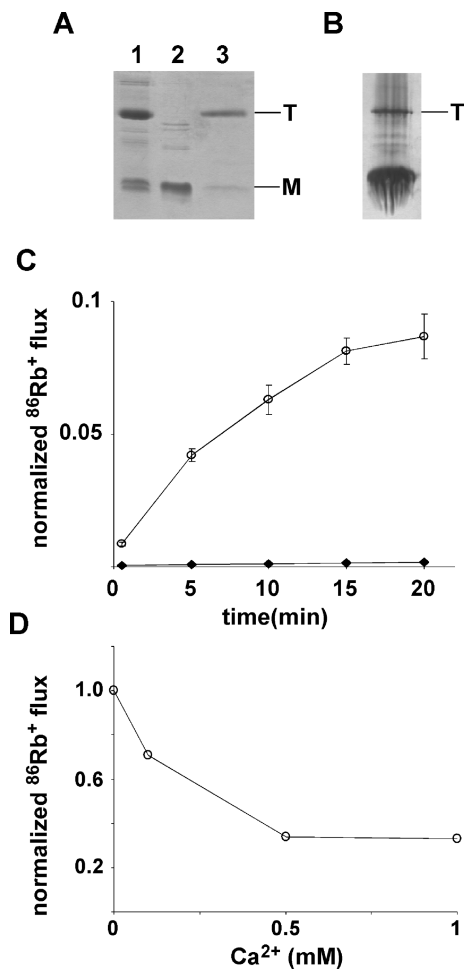 A
B
1 2 3
T
T
M
C
0.1
0.05
normalized ⁸⁶Rb⁺ flux
0 5 10 15 20
time(min)
D
1.0
0.6
0.2
normalized ⁸⁶Rb⁺ flux
0 0.5 1
Ca²⁺ (mM)